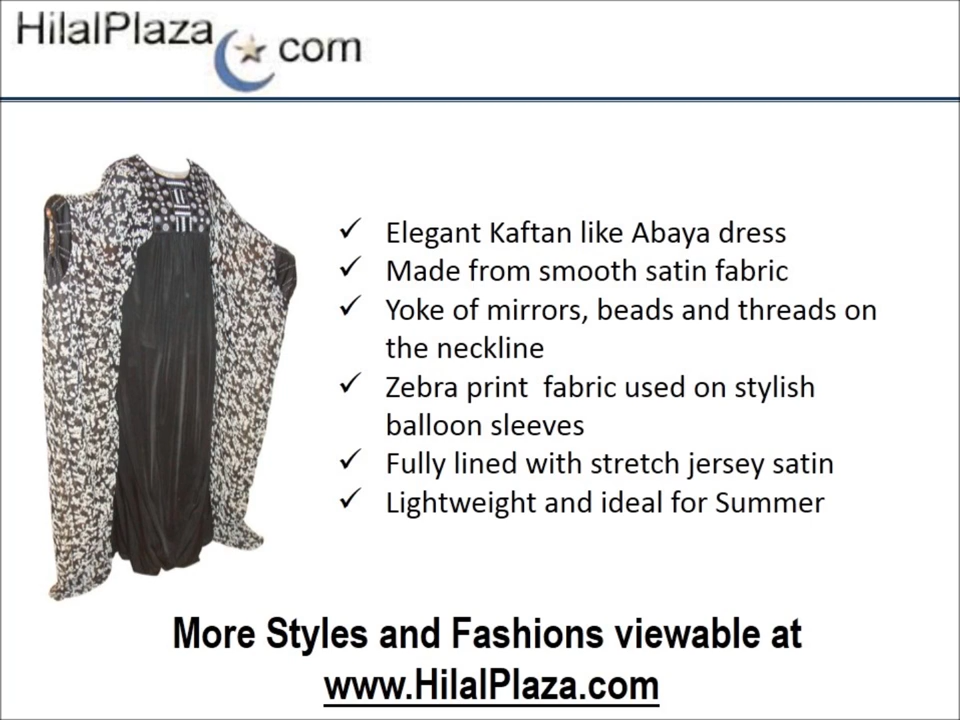 HilalPlaza com
Elegant Kaftan like Abaya dress
Made from smooth satin fabric
Yoke of mirrors, beads and threads on
the neckline
Zebra print fabric used on stylish
balloon sleeves
Fully lined with stretch jersey satin
Lightweight and ideal for Summer
More Styles and Fashions viewable at
www.HilalPlaza.com